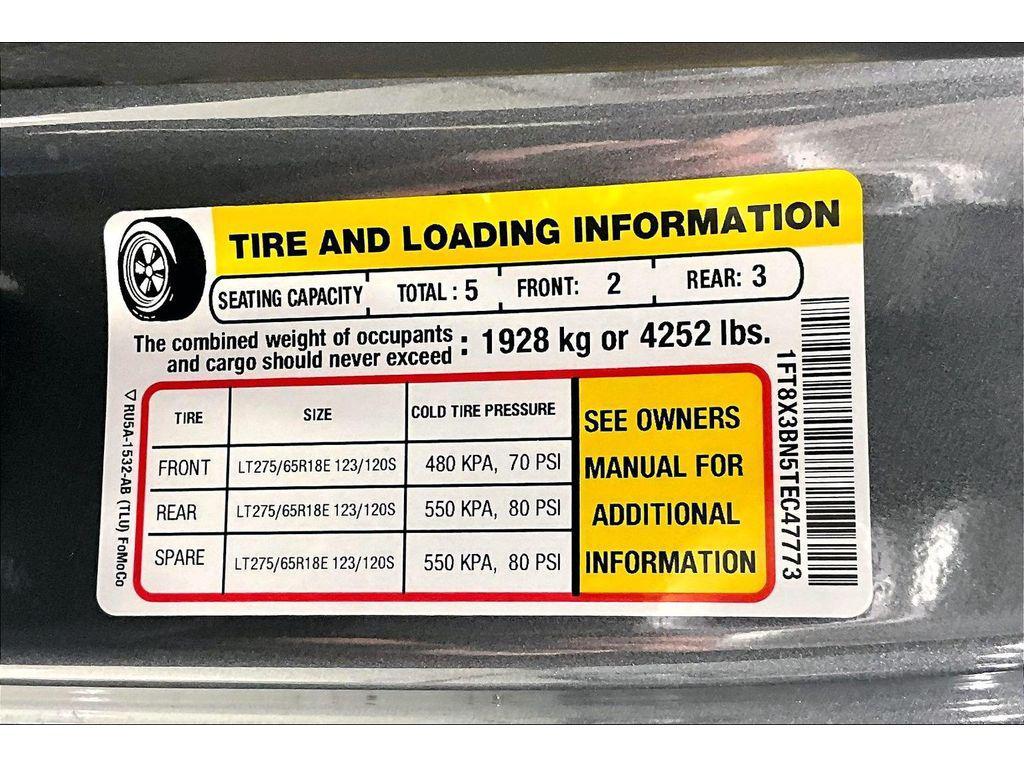 TIRE AND LOADING INFORMATION
SEATING CAPACITY TOTAL : 5 FRONT: 2 REAR: 3
The combined weight of occupants
and cargo should never exceed : 1928 kg or 4252 lbs.
TIRE SIZE COLD TIRE PRESSURE
FRONT LT275/65R18E 123/120S 480 KPA, 70 PSI
REAR LT275/65R18E 123/120S 550 KPA, 80 PSI
SPARE LT275/65R18E 123/120S 550 KPA, 80 PSI
SEE OWNERS
MANUAL FOR
ADDITIONAL
INFORMATION
1FT8X3BN5TEC47773
RU5A-1532-AB (TLU) FoMoCo